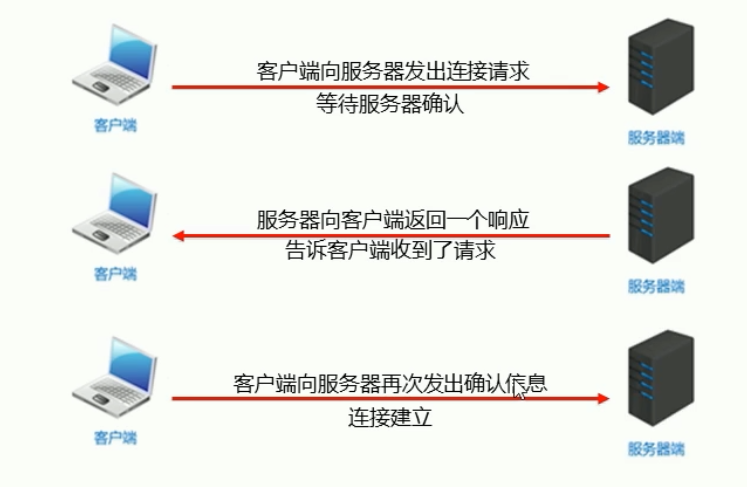 客户端向服务器发出连接请求
等待服务器确认
客户端
服务器端
服务器向客户端返回一个响应
告诉客户端收到了请求
客户端
服务器端
客户端向服务器再次发出确认信息
连接建立
客户端
服务器端